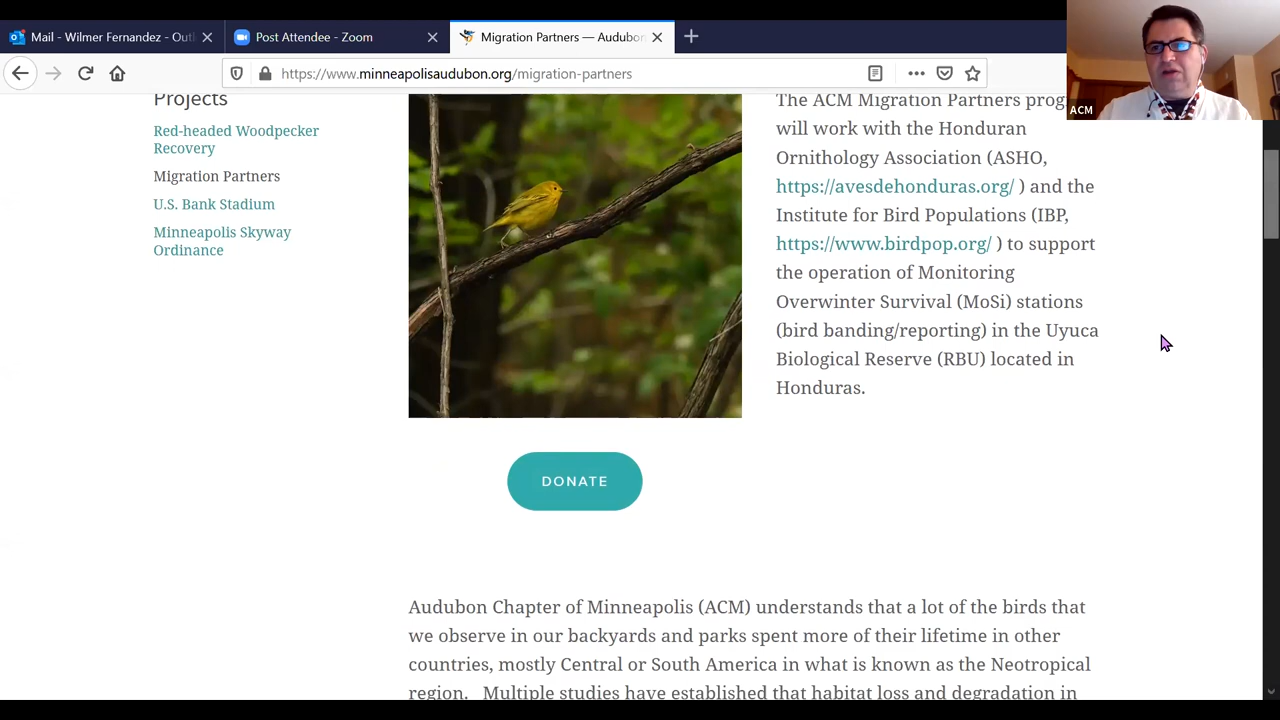 Mail - Wilmer Fernandez - Outl
Post Attendee - Zoom
Migration Partners — Audubon
https://www.minneapolisaudubon.org/migration-partners
ACM
Projects
Red-headed Woodpecker
Recovery
Migration Partners
U.S. Bank Stadium
Minneapolis Skyway
Ordinance
The ACM Migration Partners prog
will work with the Honduran
Ornithology Association (ASHO,
https://avesdehonduras.org/ ) and the
Institute for Bird Populations (IBP,
https://www.birdpop.org/ ) to support
the operation of Monitoring
Overwinter Survival (MoSi) stations
(bird banding/reporting) in the Uyuca
Biological Reserve (RBU) located in
Honduras.
DONATE
Audubon Chapter of Minneapolis (ACM) understands that a lot of the birds that
we observe in our backyards and parks spent more of their lifetime in other
countries, mostly Central or South America in what is known as the Neotropical
region. Multiple studies have established that habitat loss and degradation in